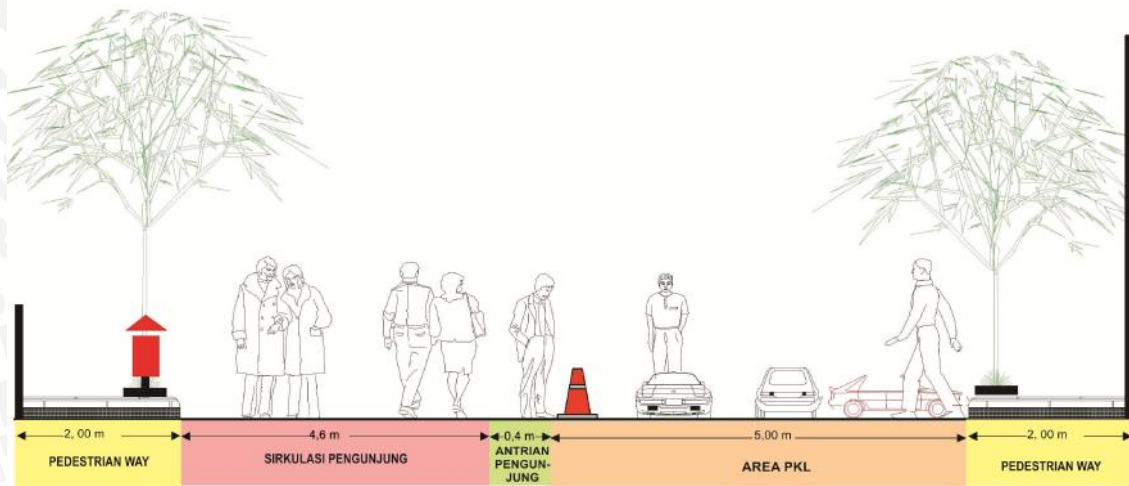 2, 00 m
4,6 m
0,4 m
5,00 m
2, 00 m
PEDESTRIAN WAY
SIRKULASI PENGUNJUNG
ANTRIAN
PENGUN-
JUNG
AREA PKL
PEDESTRIAN WAY